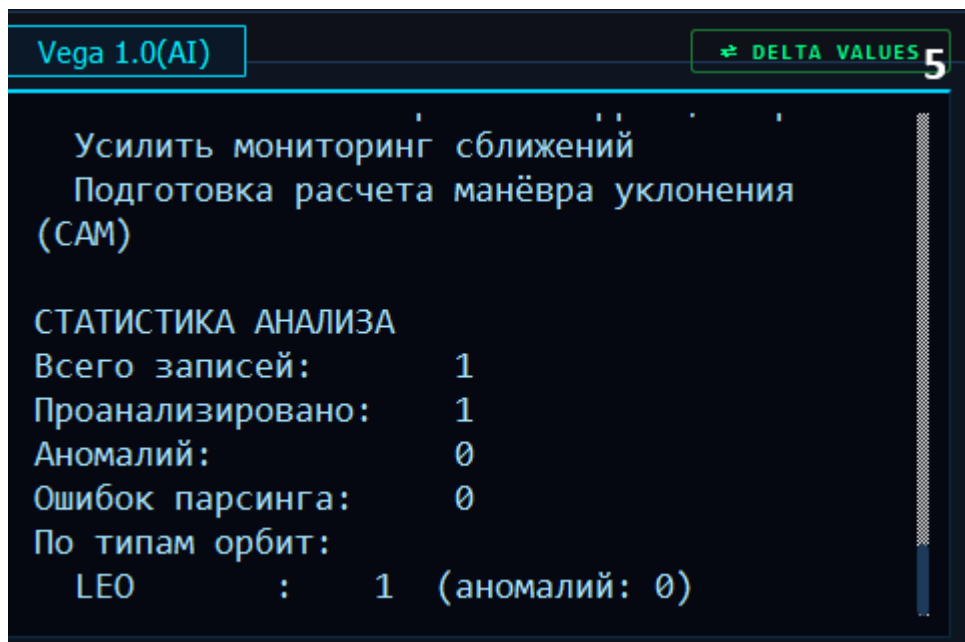 Vega 1.0(AI)
⇄ DELTA VALUES
5
Усилить мониторинг сближений
Подготовка расчета манёвра уклонения
(CAM)
СТАТИСТИКА АНАЛИЗА
Всего записей: 1
Проанализировано: 1
Аномалий: 0
Ошибок парсинга: 0
По типам орбит:
LEO : 1 (аномалий: 0)